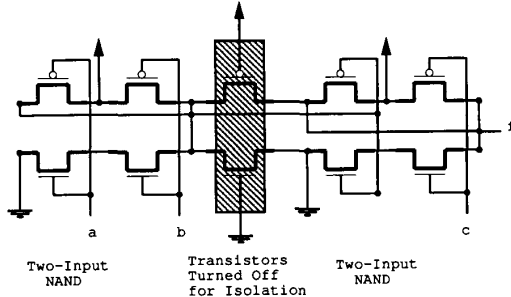 f
a
b
c
Two-Input
NAND
Transistors
Turned Off
for Isolation
Two-Input
NAND